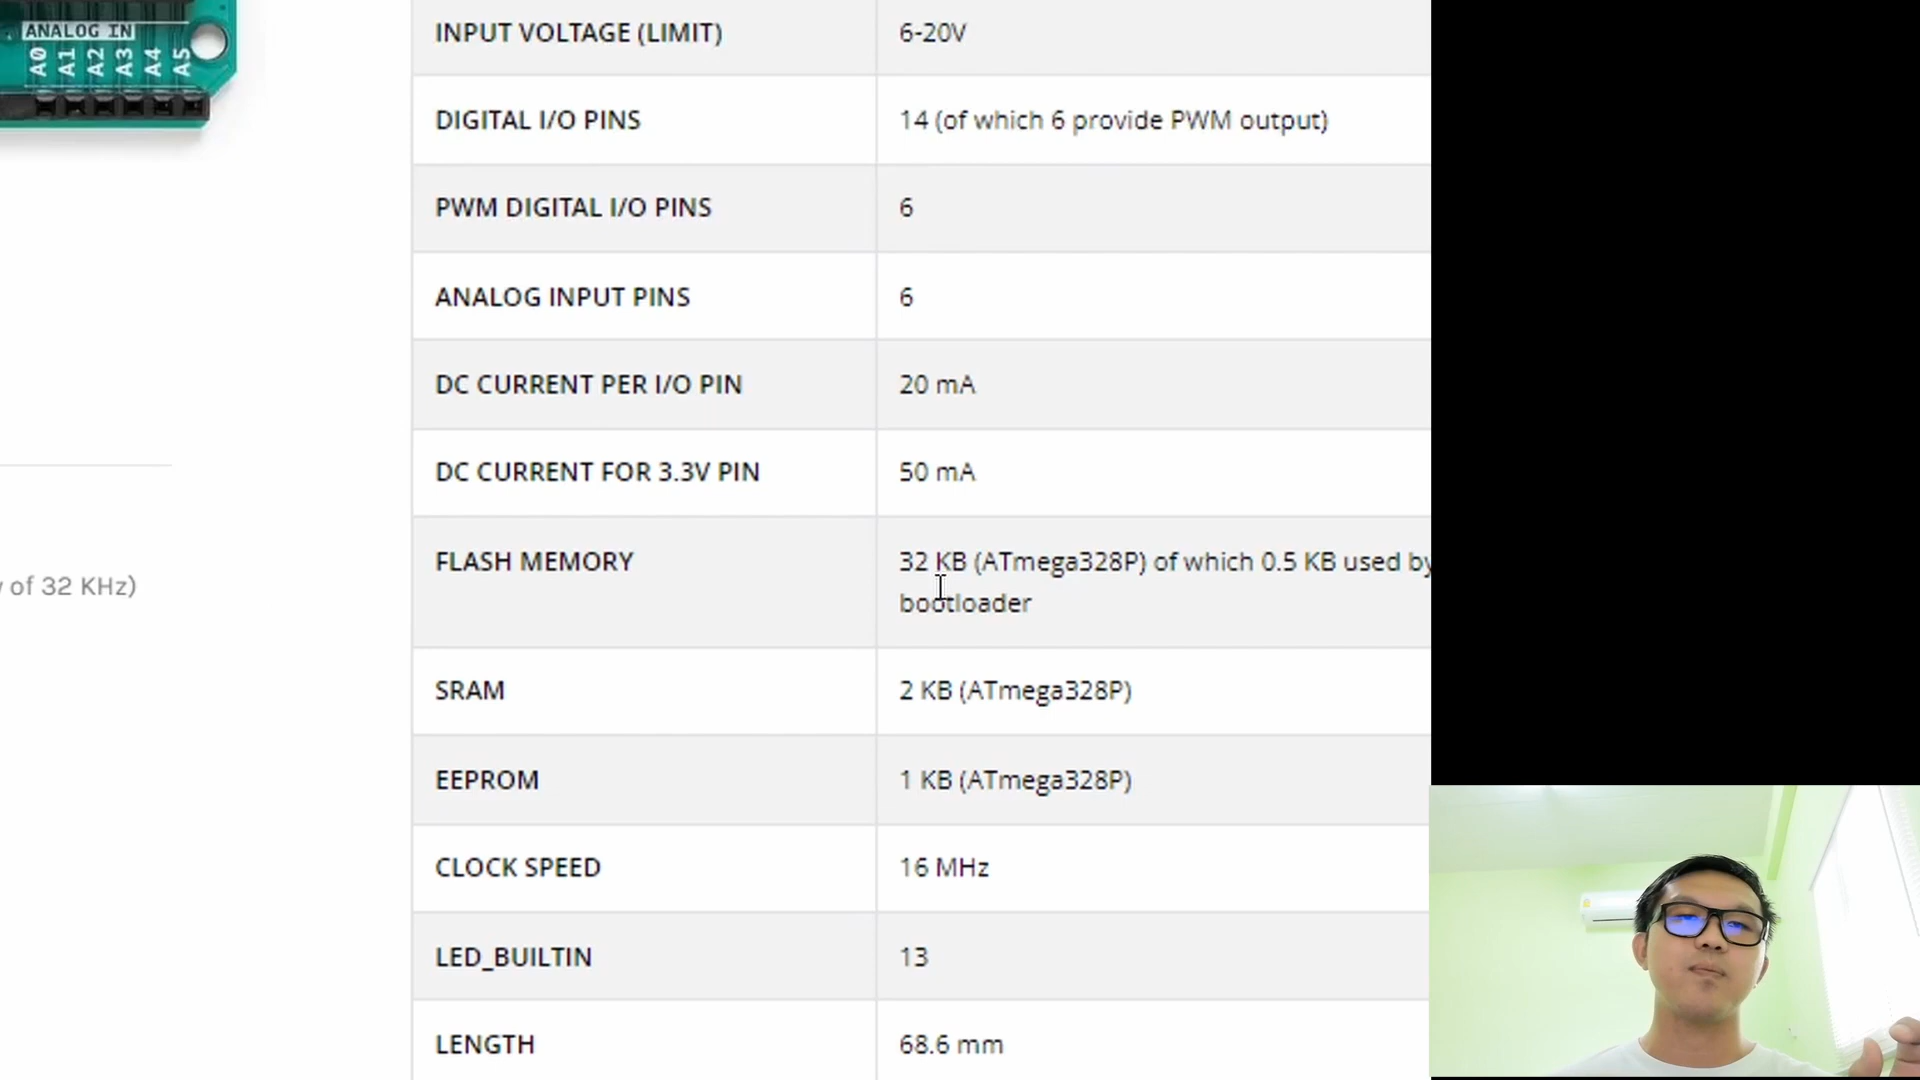 ANALOG IN
A0 A1 A2 A3 A4 A5
of 32 KHz)
INPUT VOLTAGE (LIMIT) 6-20V
DIGITAL I/O PINS 14 (of which 6 provide PWM output)
PWM DIGITAL I/O PINS 6
ANALOG INPUT PINS 6
DC CURRENT PER I/O PIN 20 mA
DC CURRENT FOR 3.3V PIN 50 mA
FLASH MEMORY 32 KB (ATmega328P) of which 0.5 KB used by
bootloader
SRAM 2 KB (ATmega328P)
EEPROM 1 KB (ATmega328P)
CLOCK SPEED 16 MHz
LED_BUILTIN 13
LENGTH 68.6 mm